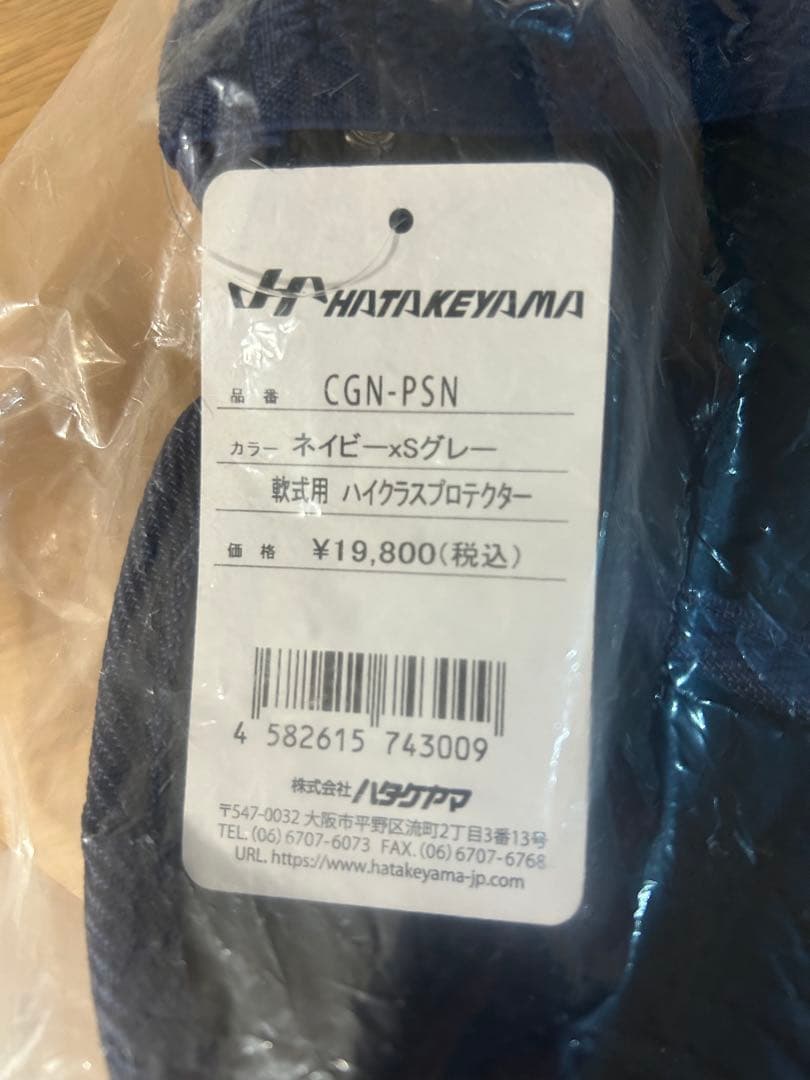 HATAKEYAMA
品番 CGN-PSN
カラー ネイビー×Sグレー
軟式用 ハイクラスプロテクター
価格 ¥19,800(税込)
4 582615 743009
株式会社ハタケヤマ
〒547-0032 大阪市平野区流町2丁目3番13号
TEL.(06)6707-6073 FAX.(06)6707-6768
URL. https://www.hatakeyama-jp.com